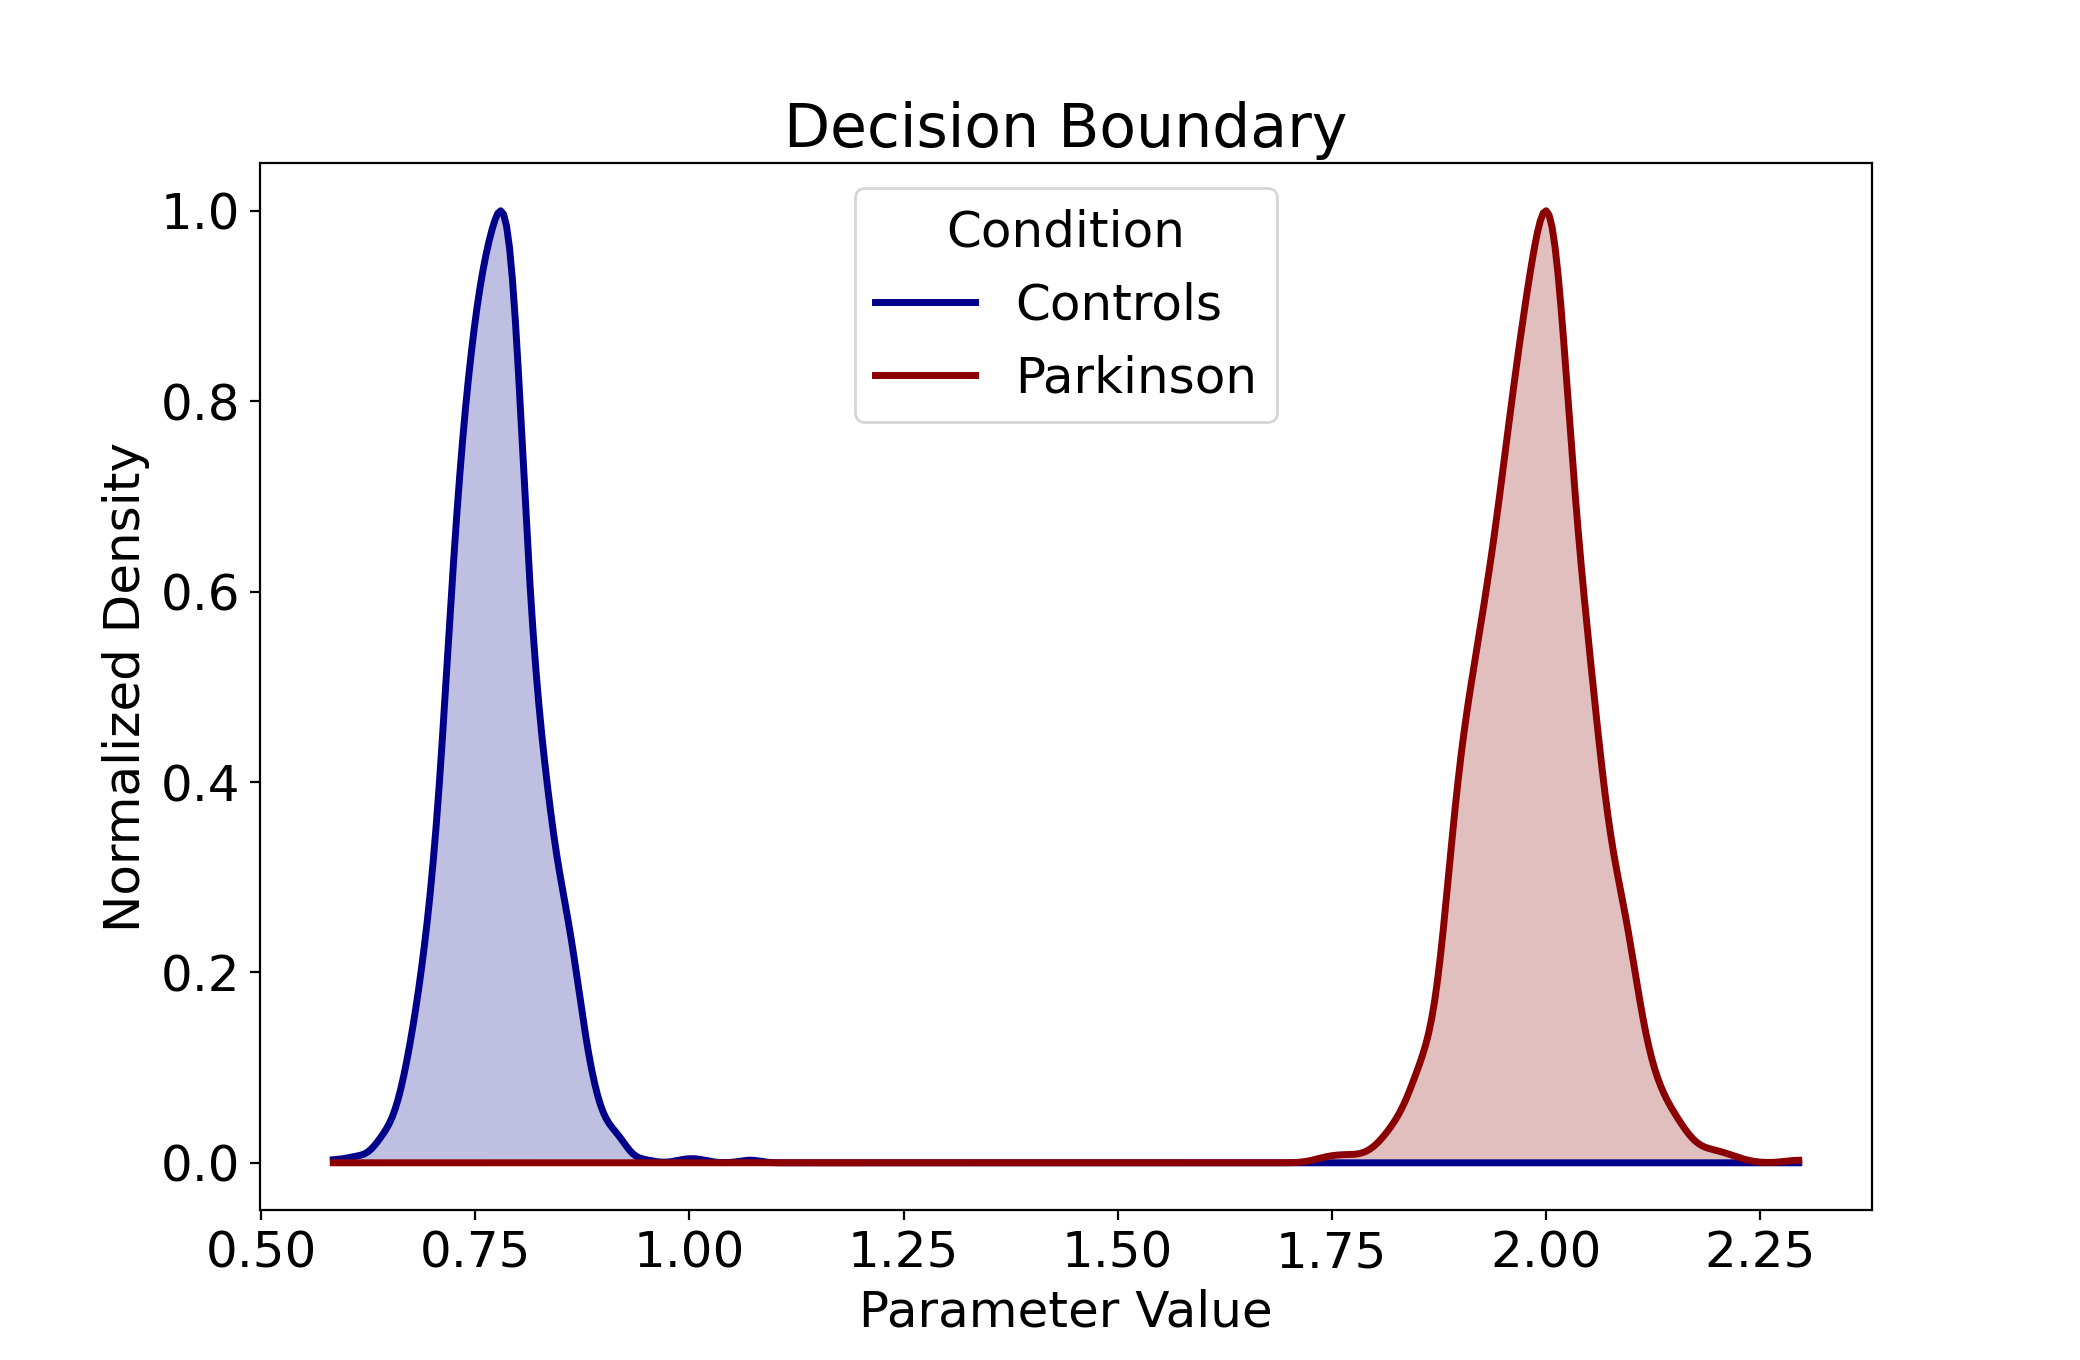 Decision Boundary
Condition
Controls
Parkinson
Normalized Density
1.0
0.8
0.6
0.4
0.2
0.0
0.50 0.75 1.00 1.25 1.50 1.75 2.00 2.25
Parameter Value